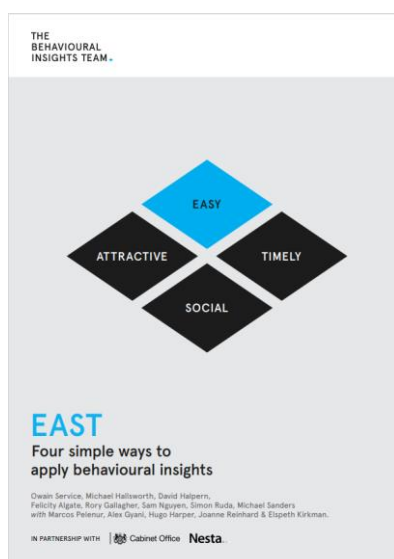 THE
BEHAVIOURAL
INSIGHTS TEAM.
EASY
ATTRACTIVE
TIMELY
SOCIAL
EAST
Four simple ways to
apply behavioural insights
Owain Service, Michael Hallsworth, David Halpern,
Felicity Algate, Rory Gallagher, Sam Nguyen, Simon Ruda, Michael Sanders
with Marcos Pelenur, Alex Gyani, Hugo Harper, Joanne Reinhard & Elspeth Kirkman.
IN PARTNERSHIP WITH Cabinet Office Nesta..